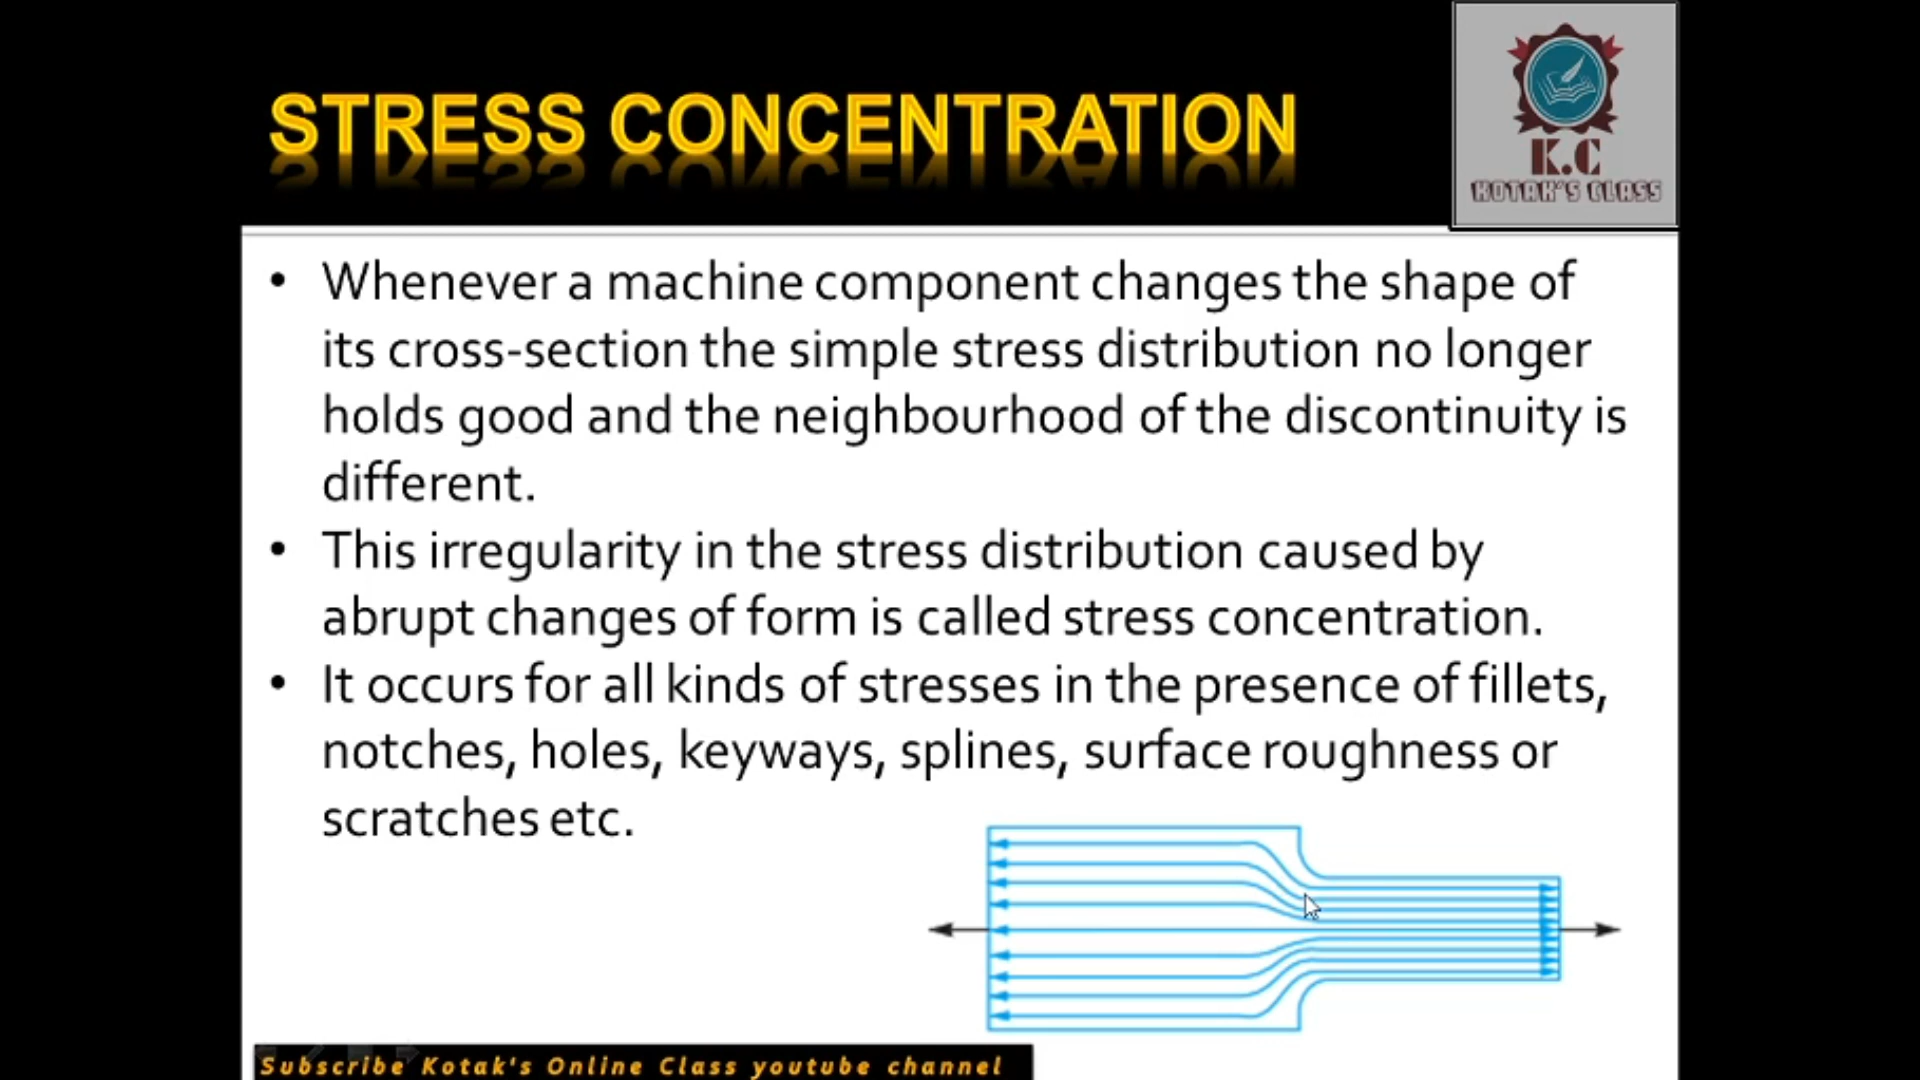 STRESS CONCENTRATION
K.C
KOTAK'S CLASS
• Whenever a machine component changes the shape of
its cross-section the simple stress distribution no longer
holds good and the neighbourhood of the discontinuity is
different.
• This irregularity in the stress distribution caused by
abrupt changes of form is called stress concentration.
• It occurs for all kinds of stresses in the presence of fillets,
notches, holes, keyways, splines, surface roughness or
scratches etc.
Subscribe Kotak's Online Class youtube channel